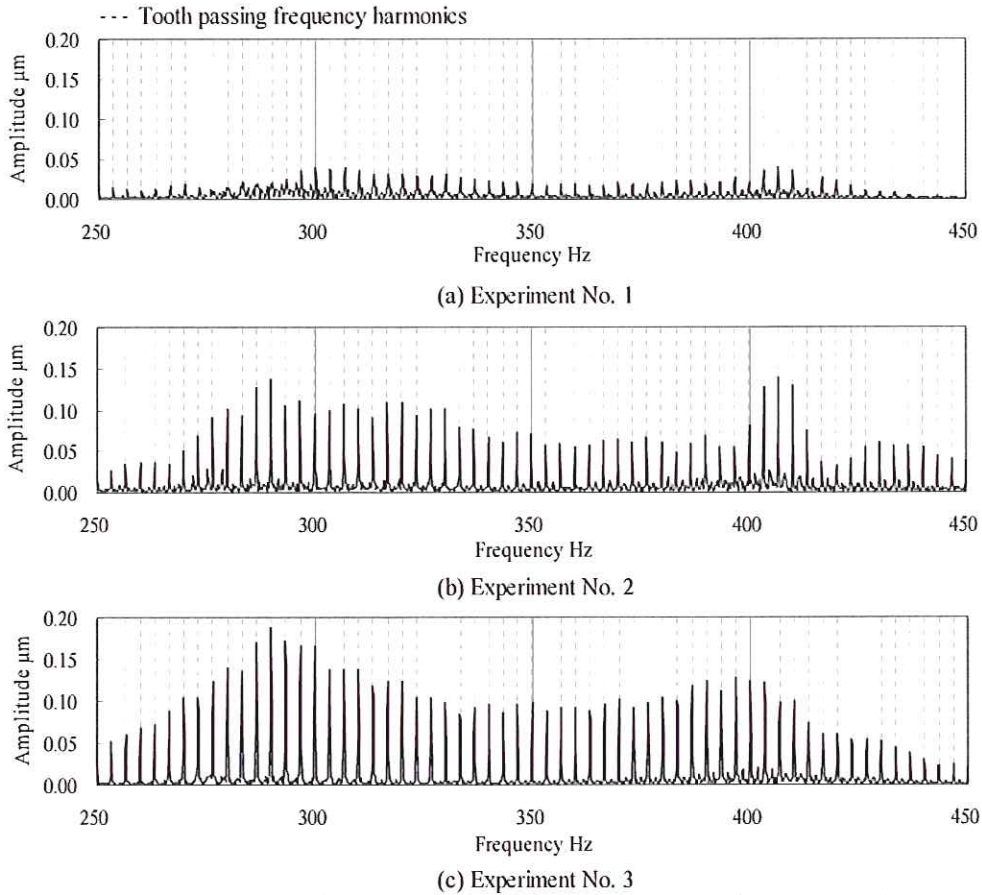 --- Tooth passing frequency harmonics
0.20
0.15
0.10
0.05
0.00
Amplitude µm
250 300 350 400 450
Frequency Hz
(a) Experiment No. 1
0.20
0.15
0.10
0.05
0.00
Amplitude µm
250 300 350 400 450
Frequency Hz
(b) Experiment No. 2
0.20
0.15
0.10
0.05
0.00
Amplitude µm
250 300 350 400 450
Frequency Hz
(c) Experiment No. 3